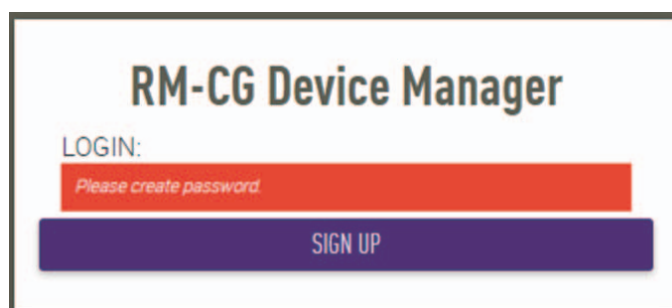 RM-CG Device Manager
LOGIN:
Please create password.
SIGN UP